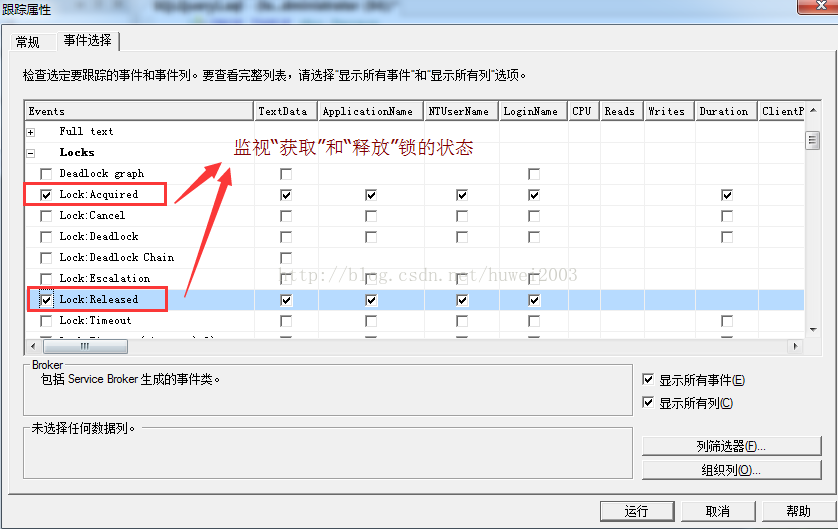 跟踪属性
常规
事件选择
检查选定要跟踪的事件和事件列。要查看完整列表，请选择"显示所有事件"和"显示所有列"选项。
Events TextData ApplicationName NTUserName LoginName CPU Reads Writes Duration ClientP
Full text
Locks
监视“获取”和“释放”锁的状态
Deadlock graph
Lock:Acquired
Lock:Cancel
Lock:Deadlock
Lock:Deadlock Chain
Lock:Escalation
http://blog.csdn.net/huwei2003
Lock:Released
Lock:Timeout
Broker
包括 Service Broker 生成的事件类。
显示所有事件(E)
显示所有列(C)
未选择任何数据列。
列筛选器(F)...
组织列(O)...
运行
取消
帮助